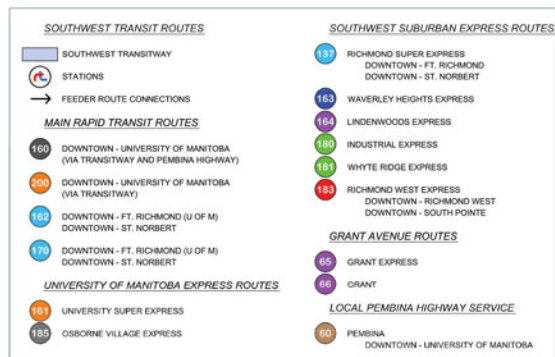 SOUTHWEST TRANSIT ROUTES
SOUTHWEST TRANSITWAY
STATIONS
FEEDER ROUTE CONNECTIONS
MAIN RAPID TRANSIT ROUTES
160 DOWNTOWN - UNIVERSITY OF MANITOBA
(VIA TRANSITWAY AND PEMBINA HIGHWAY)
200 DOWNTOWN - UNIVERSITY OF MANITOBA
(VIA TRANSITWAY)
162 DOWNTOWN - FT. RICHMOND (U OF M)
DOWNTOWN - ST. NORBERT
170 DOWNTOWN - FT. RICHMOND (U OF M)
DOWNTOWN - ST. NORBERT
UNIVERSITY OF MANITOBA EXPRESS ROUTES
161 UNIVERSITY SUPER EXPRESS
185 OSBORNE VILLAGE EXPRESS
SOUTHWEST SUBURBAN EXPRESS ROUTES
137 RICHMOND SUPER EXPRESS
DOWNTOWN - FT. RICHMOND
DOWNTOWN - ST. NORBERT
163 WAVERLEY HEIGHTS EXPRESS
164 LINDENWOODS EXPRESS
180 INDUSTRIAL EXPRESS
181 WHYTE RIDGE EXPRESS
183 RICHMOND WEST EXPRESS
DOWNTOWN - RICHMOND WEST
DOWNTOWN - SOUTH POINTE
GRANT AVENUE ROUTES
65 GRANT EXPRESS
66 GRANT
LOCAL PEMBINA HIGHWAY SERVICE
60 PEMBINA
DOWNTOWN - UNIVERSITY OF MANITOBA